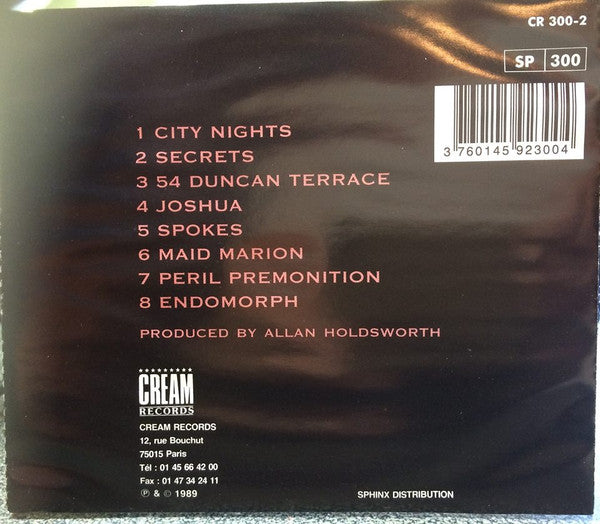 CR 300-2
SP 300
3 760145 923004
1 CITY NIGHTS
2 SECRETS
3 54 DUNCAN TERRACE
4 JOSHUA
5 SPOKES
6 MAID MARION
7 PERIL PREMONITION
8 ENDOMORPH
PRODUCED BY ALLAN HOLDSWORTH
CREAM
RECORDS
CREAM RECORDS
12, rue Bouchut
75015 Paris
Tél : 01 45 66 42 00
Fax : 01 47 34 24 11
℗ & © 1989
SPHINX DISTRIBUTION